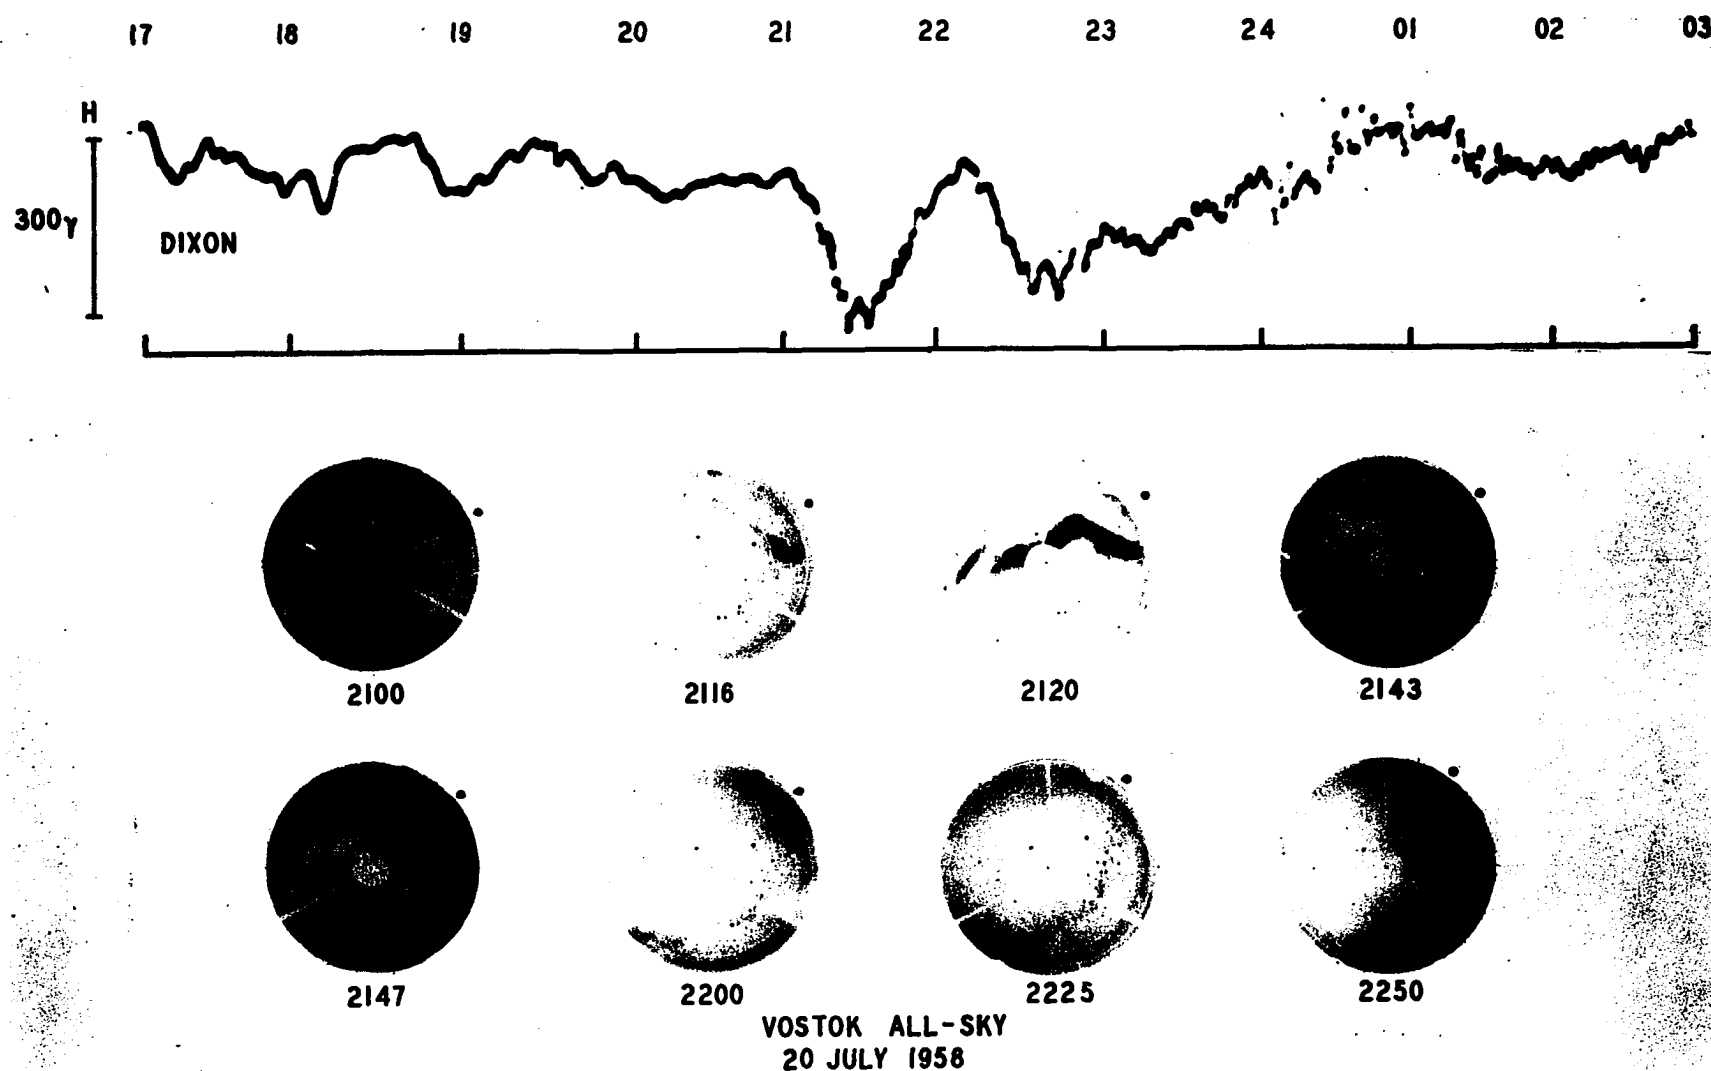 17 18 19 20 21 22 23 24 01 02 03
H
300γ
DIXON
2100 2116 2120 2143
2147 2200 2225 2250
VOSTOK ALL-SKY
20 JULY 1958